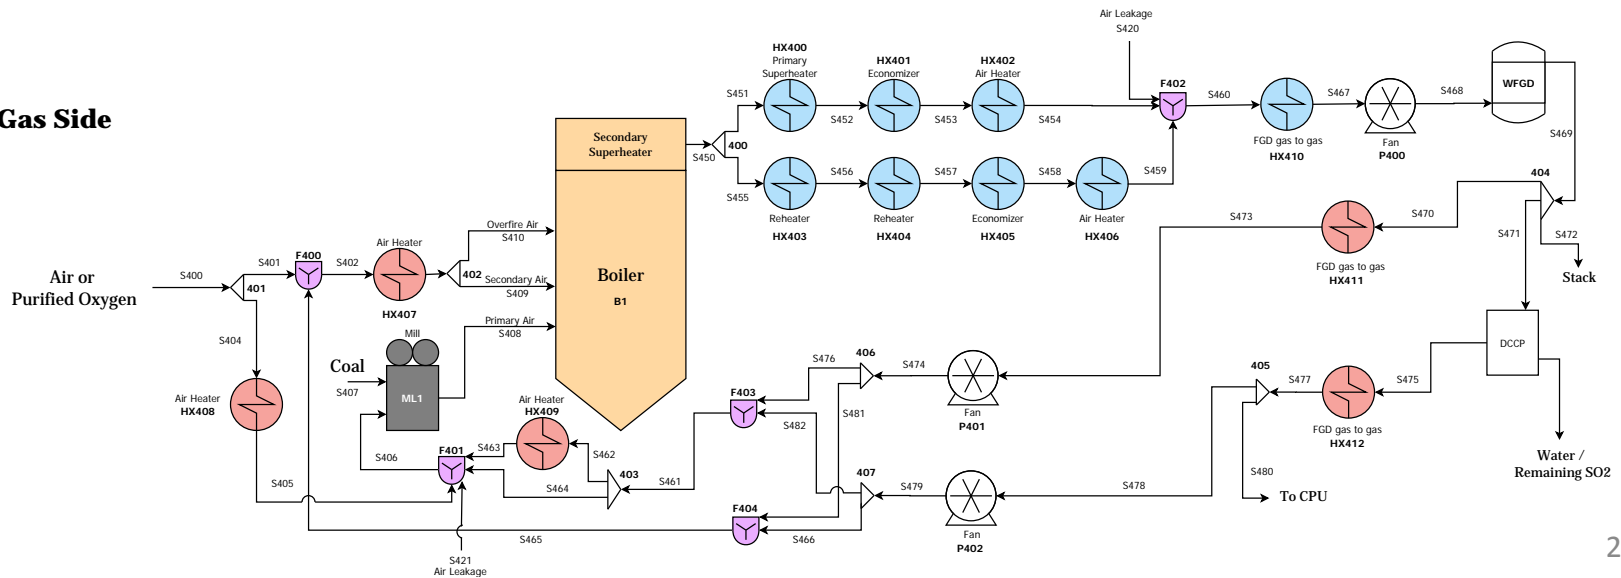 Gas Side
Air Leakage
S420
HX400
Primary
Superheater
HX401
Economizer
HX402
Air Heater
S451
S452
S453
S454
F402
S460
S467
S468
WFGD
FGD gas to gas
HX410
Fan
P400
S469
Secondary
Superheater
S450
400
S455
S456
S457
S458
S459
Reheater
HX403
Reheater
HX404
Economizer
HX405
Air Heater
HX406
404
S473
S470
S471
S472
FGD gas to gas
HX411
Stack
Air or
Purified Oxygen
S400
S401
401
F400
S402
Air Heater
HX407
402
Overfire Air
S410
Secondary Air
S409
Primary Air
S408
Boiler
B1
S404
Air Heater
HX408
S405
Mill
Coal
S407
ML1
S406
F401
Air Heater
HX409
S463
S462
S464
403
S461
F403
S476
406
S474
Fan
P401
S481
S482
407
S479
Fan
P402
S478
405
S477
S475
FGD gas to gas
HX412
DCCP
S480
To CPU
Water /
Remaining SO2
F404
S465
S466
S421
Air Leakage
2